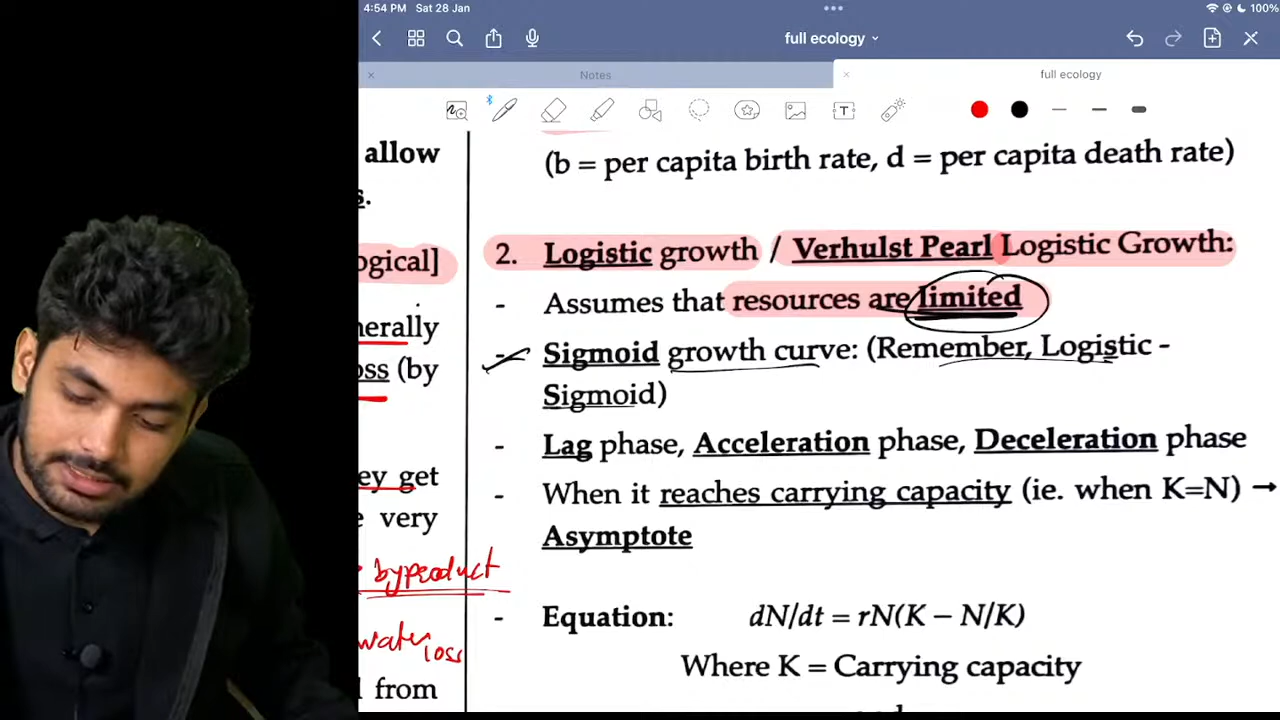 4:54 PM Sat 28 Jan
100%
full ecology
Notes
full ecology
allow
s.
ogical]
nerally
oss (by
ey get
e very
byproduct
water loss
l from
(b = per capita birth rate, d = per capita death rate)
2. Logistic growth / Verhulst Pearl Logistic Growth:
- Assumes that resources are limited
- Sigmoid growth curve: (Remember, Logistic -
Sigmoid)
- Lag phase, Acceleration phase, Deceleration phase
- When it reaches carrying capacity (ie. when K=N) →
Asymptote
- Equation: dN/dt = rN(K − N/K)
Where K = Carrying capacity